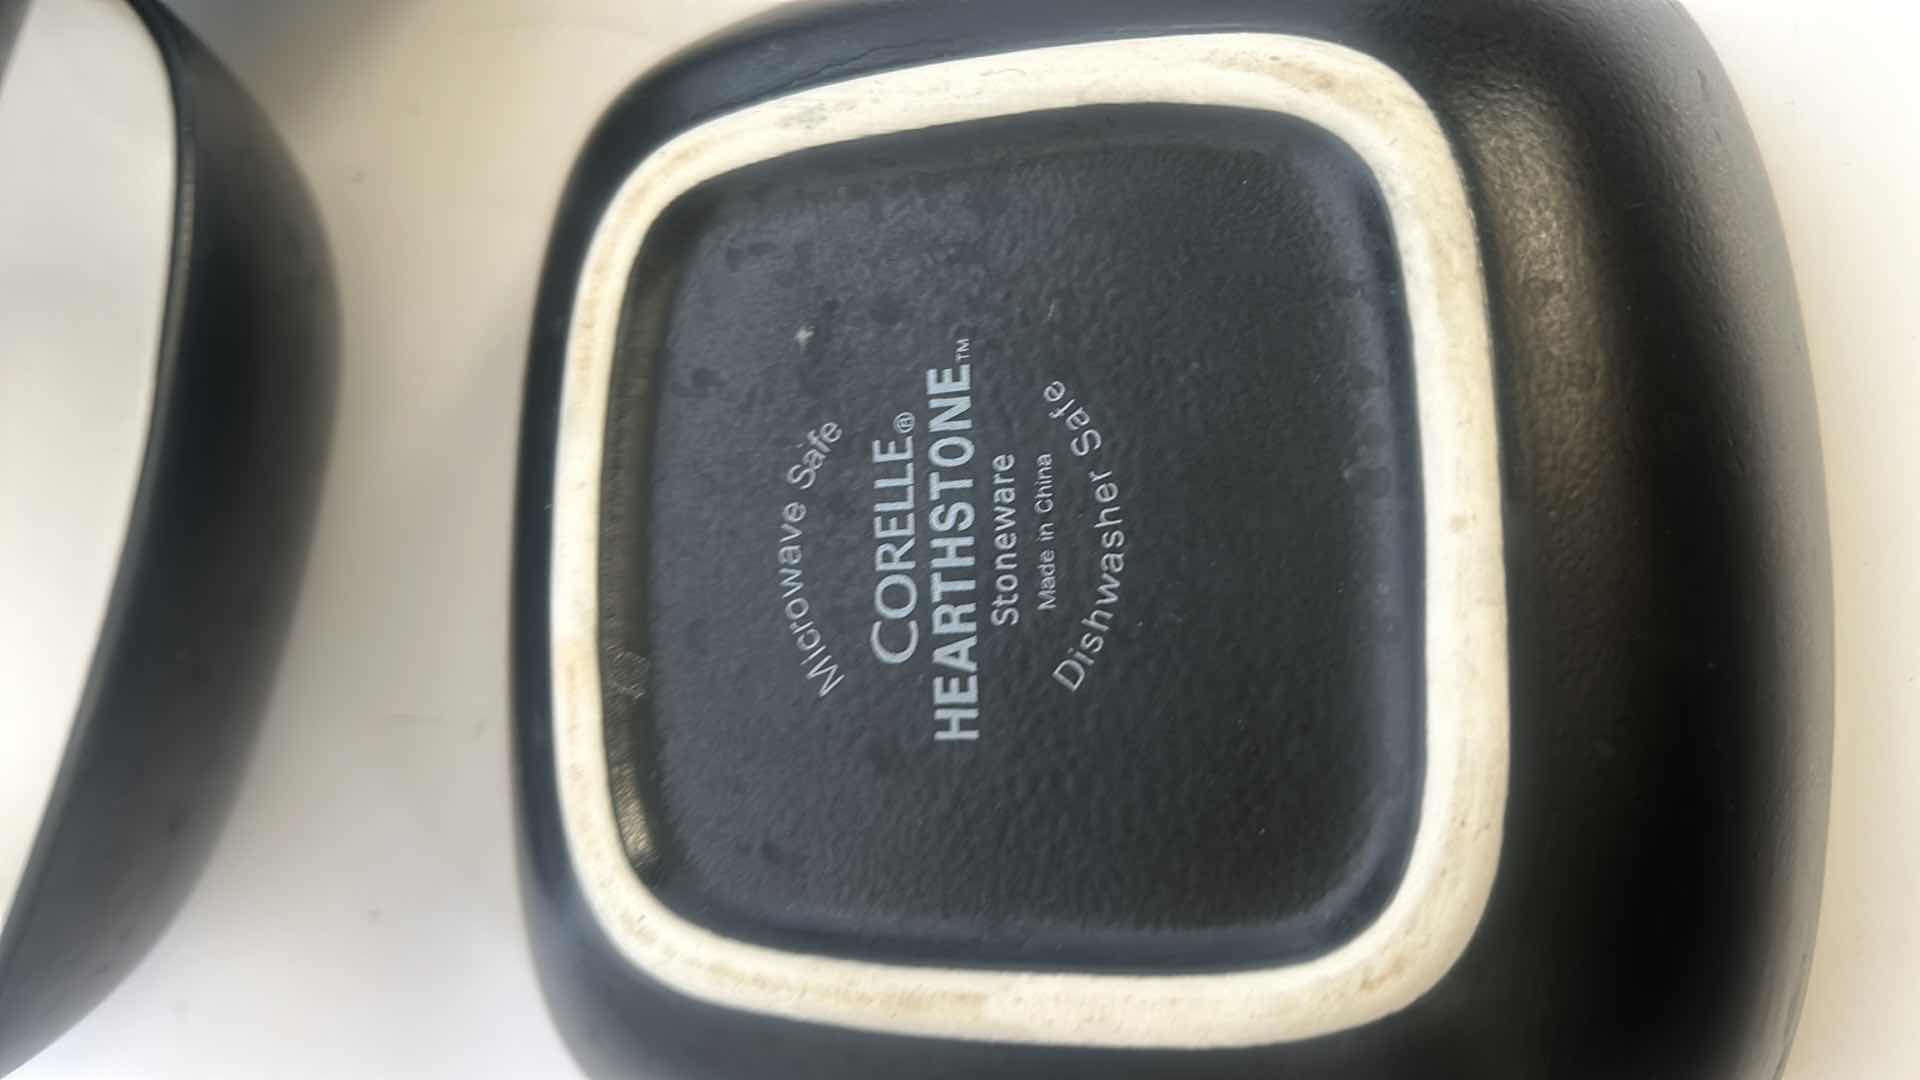 Microwave Safe
CORELLE®
HEARTHSTONE™
Stoneware
Made in China
Dishwasher Safe